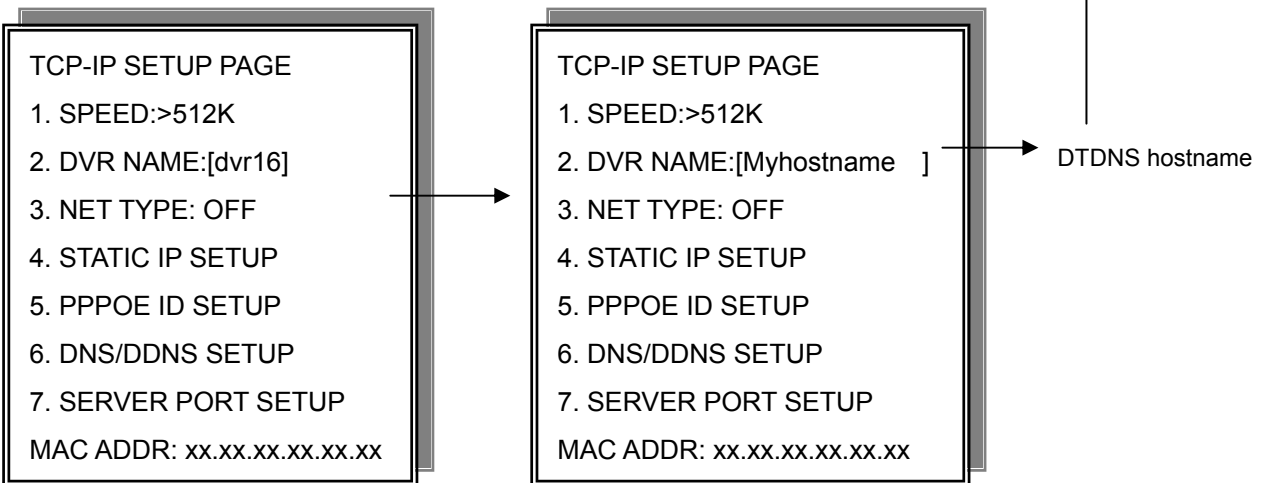 TCP-IP SETUP PAGE
1. SPEED:>512K
2. DVR NAME:[dvr16]
3. NET TYPE: OFF
4. STATIC IP SETUP
5. PPPOE ID SETUP
6. DNS/DDNS SETUP
7. SERVER PORT SETUP
MAC ADDR: xx.xx.xx.xx.xx.xx
TCP-IP SETUP PAGE
1. SPEED:>512K
2. DVR NAME:[Myhostname ]
3. NET TYPE: OFF
4. STATIC IP SETUP
5. PPPOE ID SETUP
6. DNS/DDNS SETUP
7. SERVER PORT SETUP
MAC ADDR: xx.xx.xx.xx.xx.xx
DTDNS hostname